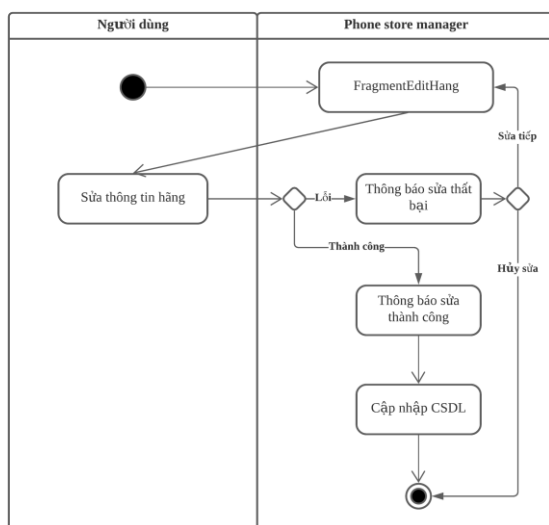 Người dùng
Phone store manager
FragmentEditHang
Sửa tiếp
Sửa thông tin hãng
Lỗi
Thông báo sửa thất
bại
Thành công
Hủy sửa
Thông báo sửa
thành công
Cập nhập CSDL